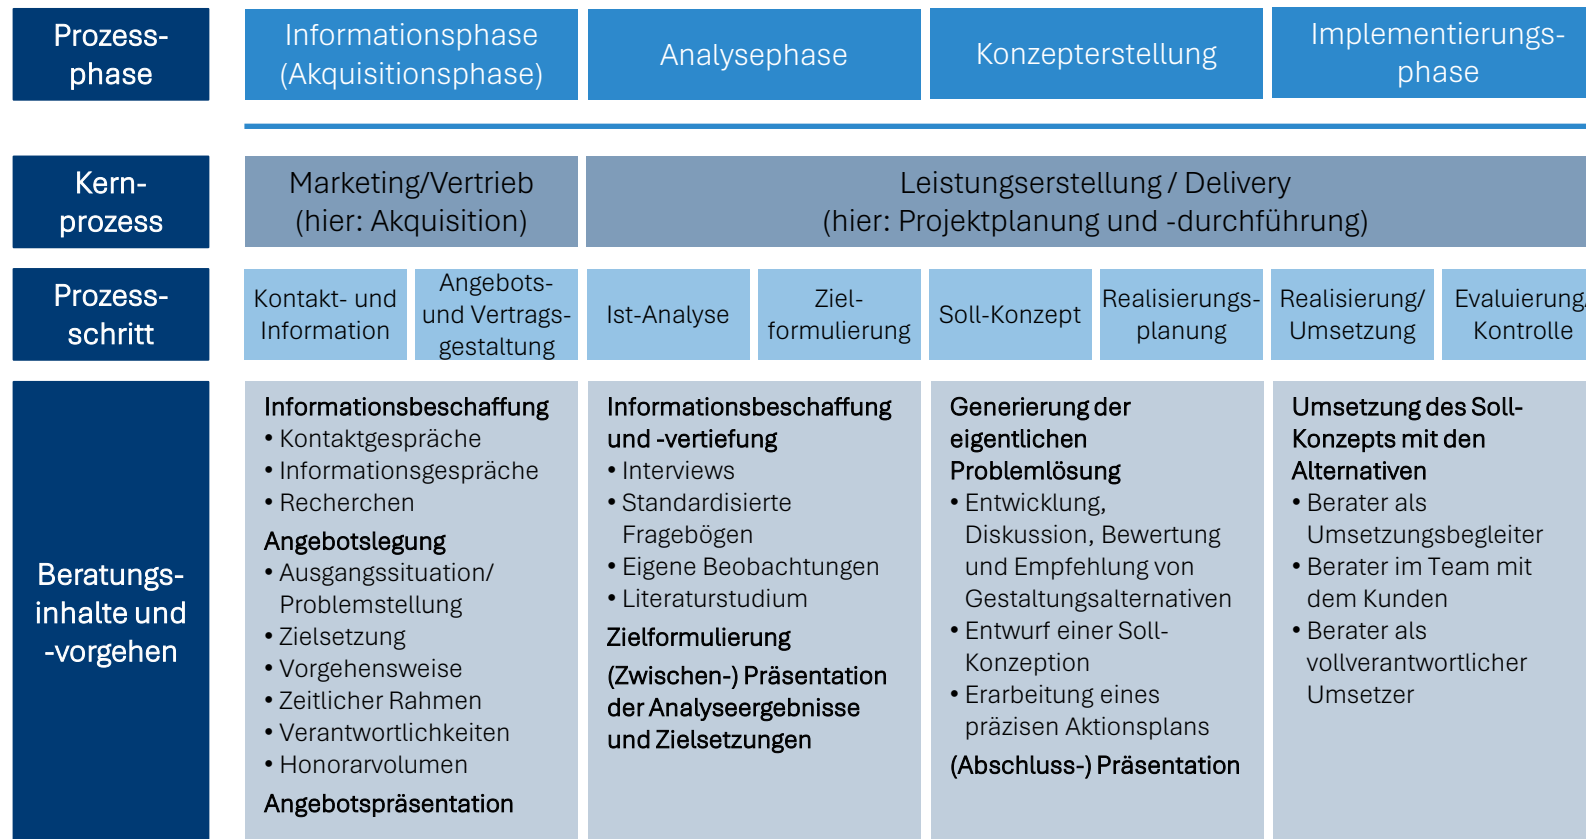 Prozess-
phase
Informationsphase
(Akquisitionsphase)
Analysephase
Konzepterstellung
Implementierungs-
phase
Kern-
prozess
Marketing/Vertrieb
(hier: Akquisition)
Leistungserstellung / Delivery
(hier: Projektplanung und -durchführung)
Prozess-
schritt
Kontakt- und
Information
Angebots-
und Vertrags-
gestaltung
Ist-Analyse
Ziel-
formulierung
Soll-Konzept
Realisierungs-
planung
Realisierung/
Umsetzung
Evaluierung/
Kontrolle
Beratungs-
inhalte und
-vorgehen
Informationsbeschaffung
• Kontaktgespräche
• Informationsgespräche
• Recherchen
Angebotslegung
• Ausgangssituation/
Problemstellung
• Zielsetzung
• Vorgehensweise
• Zeitlicher Rahmen
• Verantwortlichkeiten
• Honorarvolumen
Angebotspräsentation
Informationsbeschaffung
und -vertiefung
• Interviews
• Standardisierte
Fragebögen
• Eigene Beobachtungen
• Literaturstudium
Zielformulierung
(Zwischen-) Präsentation
der Analyseergebnisse
und Zielsetzungen
Generierung der
eigentlichen
Problemlösung
• Entwicklung,
Diskussion, Bewertung
und Empfehlung von
Gestaltungsalternativen
• Entwurf einer Soll-
Konzeption
• Erarbeitung eines
präzisen Aktionsplans
(Abschluss-) Präsentation
Umsetzung des Soll-
Konzepts mit den
Alternativen
• Berater als
Umsetzungsbegleiter
• Berater im Team mit
dem Kunden
• Berater als
vollverantwortlicher
Umsetzer